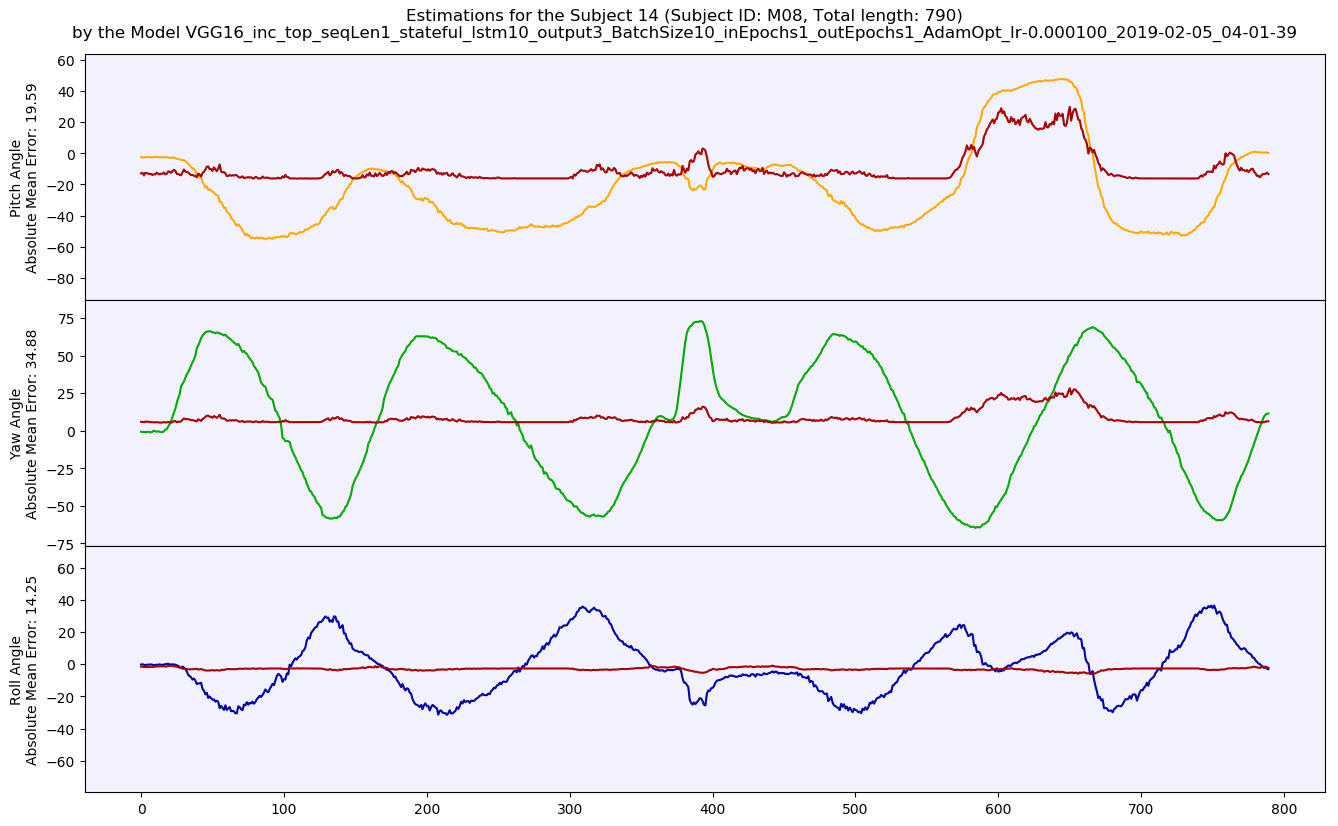 Estimations for the Subject 14 (Subject ID: M08, Total length: 790)
by the Model VGG16_inc_top_seqLen1_stateful_lstm10_output3_BatchSize10_inEpochs1_outEpochs1_AdamOpt_lr-0.000100_2019-02-05_04-01-39
Pitch Angle
Absolute Mean Error: 19.59
60
40
20
0
−20
−40
−60
−80
Yaw Angle
Absolute Mean Error: 34.88
75
50
25
0
−25
−50
−75
Roll Angle
Absolute Mean Error: 14.25
60
40
20
0
−20
−40
−60
0 100 200 300 400 500 600 700 800